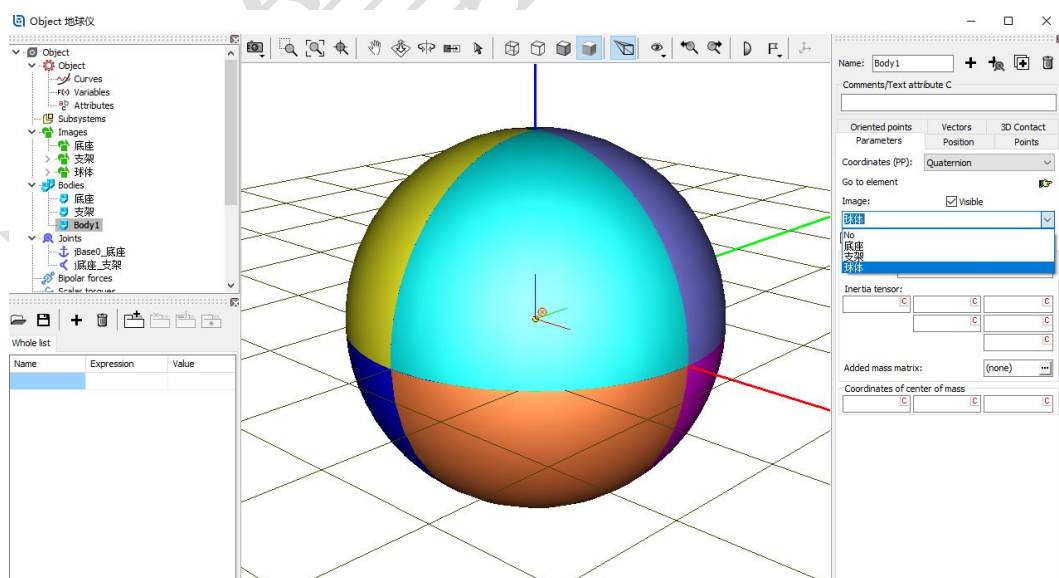 Object 地球仪
Object
Object
Curves
F(x) Variables
Attributes
Subsystems
Images
底座
支架
球体
Bodies
底座
支架
Body1
Joints
jBase0_底座
j底座_支架
Bipolar forces
Scalar torques
Whole list
Name Expression Value
Name: Body1
Comments/Text attribute C
Oriented points Vectors 3D Contact
Parameters Position Points
Coordinates (PP): Quaternion
Go to element
Image: Visible
球体
No
底座
支架
球体
Inertia tensor:
C C C
C C
C
Added mass matrix: (none) ...
Coordinates of center of mass
C C C